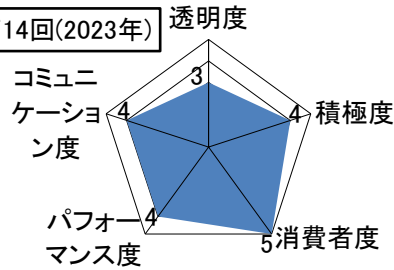 14回(2023年)
透明度
3
コミュニ
ケーショ
ン度
4
4
積極度
パフォー
マンス度
4
5
消費者度